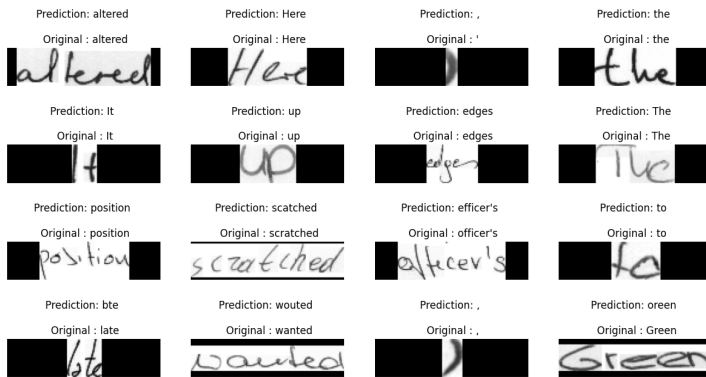 Prediction: altered
Original : altered
altered
Prediction: Here
Original : Here
Here
Prediction: ,
Original : '
)
Prediction: the
Original : the
the
Prediction: It
Original : It
It
Prediction: up
Original : up
up
Prediction: edges
Original : edges
edges
Prediction: The
Original : The
The
Prediction: position
Original : position
position
Prediction: scatched
Original : scratched
scratched
Prediction: efficer's
Original : officer's
officer's
Prediction: to
Original : to
to
Prediction: bte
Original : late
late
Prediction: wouted
Original : wanted
wanted
Prediction: ,
Original : ,
)
Prediction: oreen
Original : Green
Green